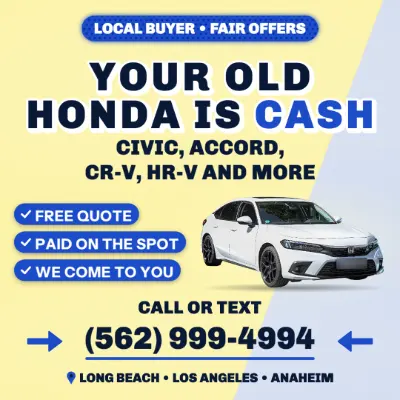 LOCAL BUYER • FAIR OFFERS
YOUR OLD
HONDA IS CASH
CIVIC, ACCORD,
CR-V, HR-V AND MORE
FREE QUOTE
PAID ON THE SPOT
WE COME TO YOU
CALL OR TEXT
(562) 999-4994
LONG BEACH • LOS ANGELES • ANAHEIM